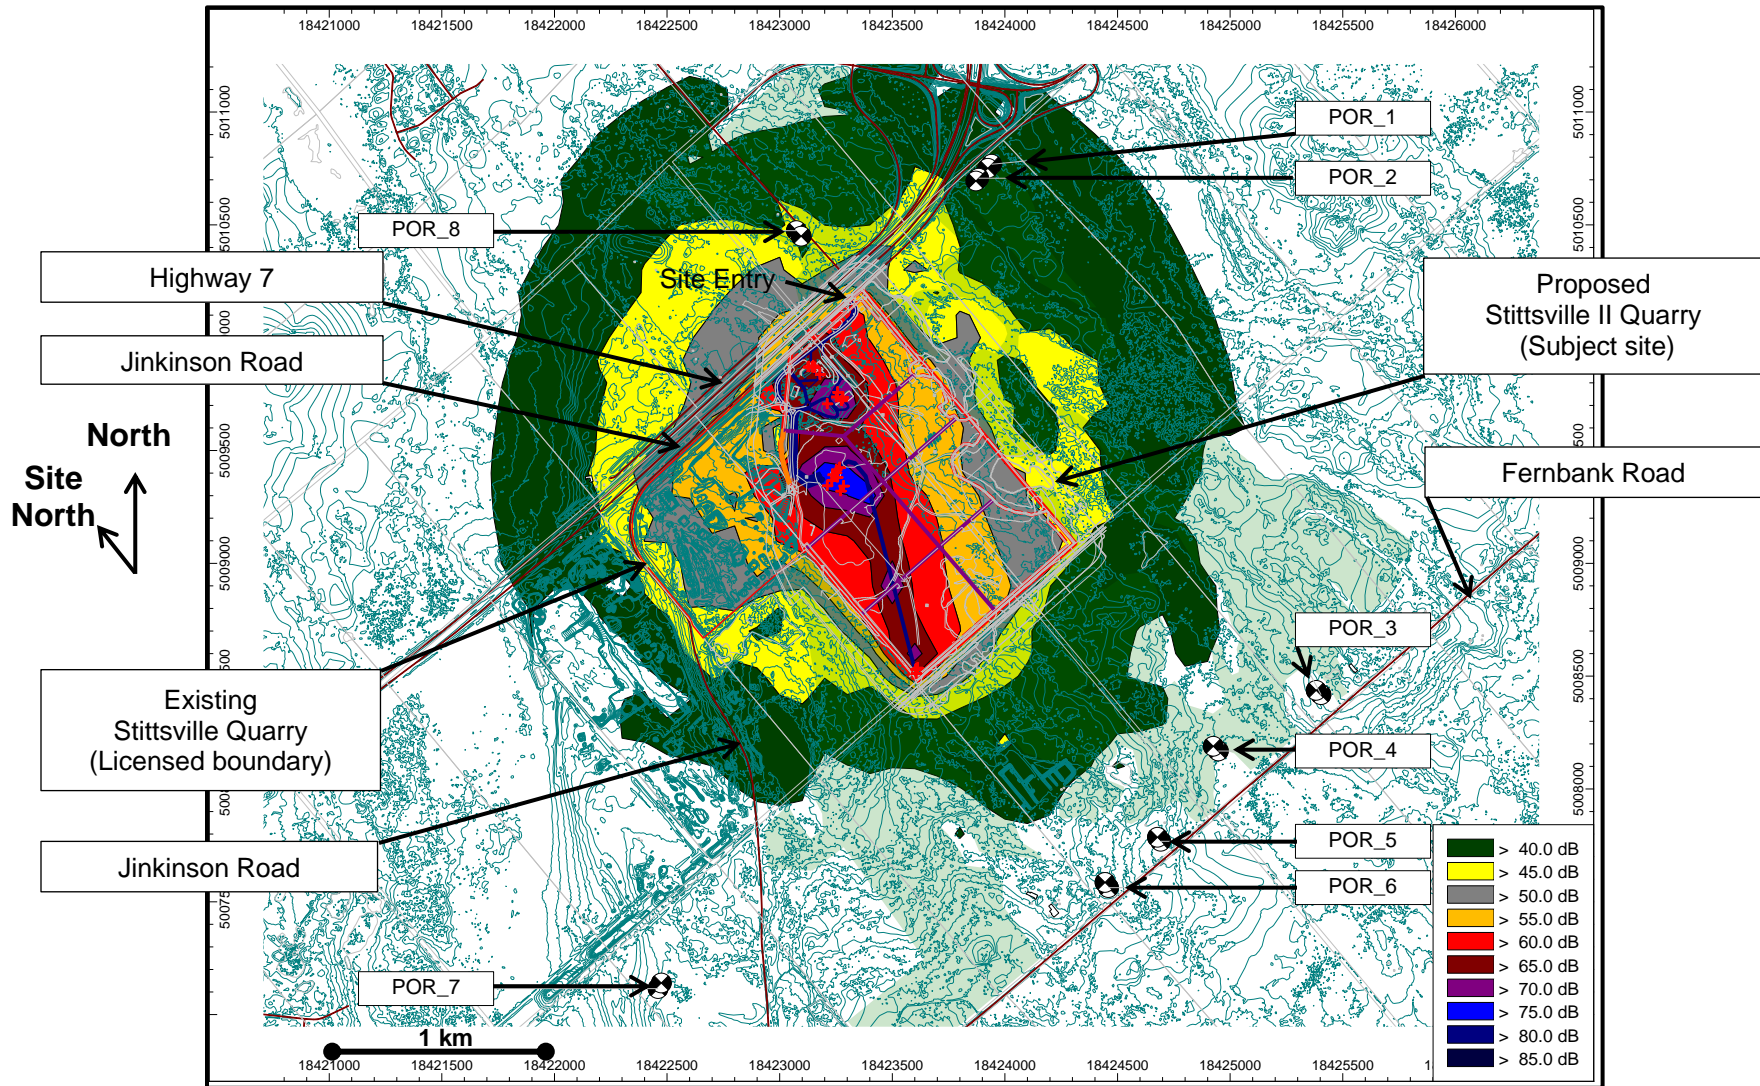 18421000 18421500 18422000 18422500 18423000 18423500 18424000 18424500 18425000 18425500 18426000
5011000
5011000
POR_1
POR_2
5010500
5010500
POR_8
Highway 7
Site Entry
Proposed
Stittsville II Quarry
(Subject site)
Jinkinson Road
North
Site
North
5009500
Fernbank Road
5009000
5009000
POR_3
5008500
Existing
Stittsville Quarry
(Licensed boundary)
POR_4
5008000
Jinkinson Road
POR_5
POR_6
POR_7
> 40.0 dB
> 45.0 dB
> 50.0 dB
> 55.0 dB
> 60.0 dB
> 65.0 dB
> 70.0 dB
> 75.0 dB
> 80.0 dB
> 85.0 dB
1 km
18421000 18421500 18422000 18422500 18423000 18423500 18424000 18424500 18425000 18425500 18426000